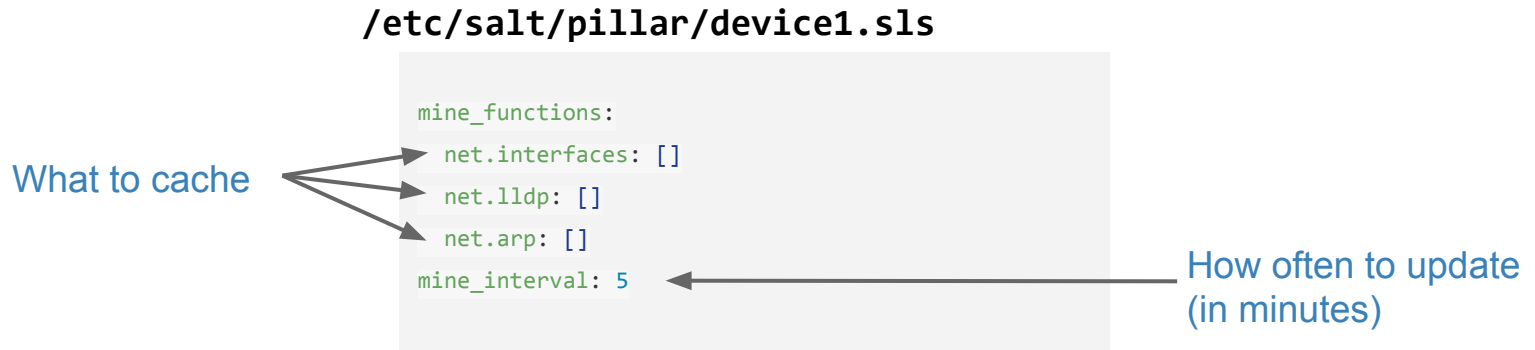 /etc/salt/pillar/device1.sls
mine_functions:
net.interfaces: []
What to cache
net.lldp: []
net.arp: []
mine_interval: 5
How often to update
(in minutes)